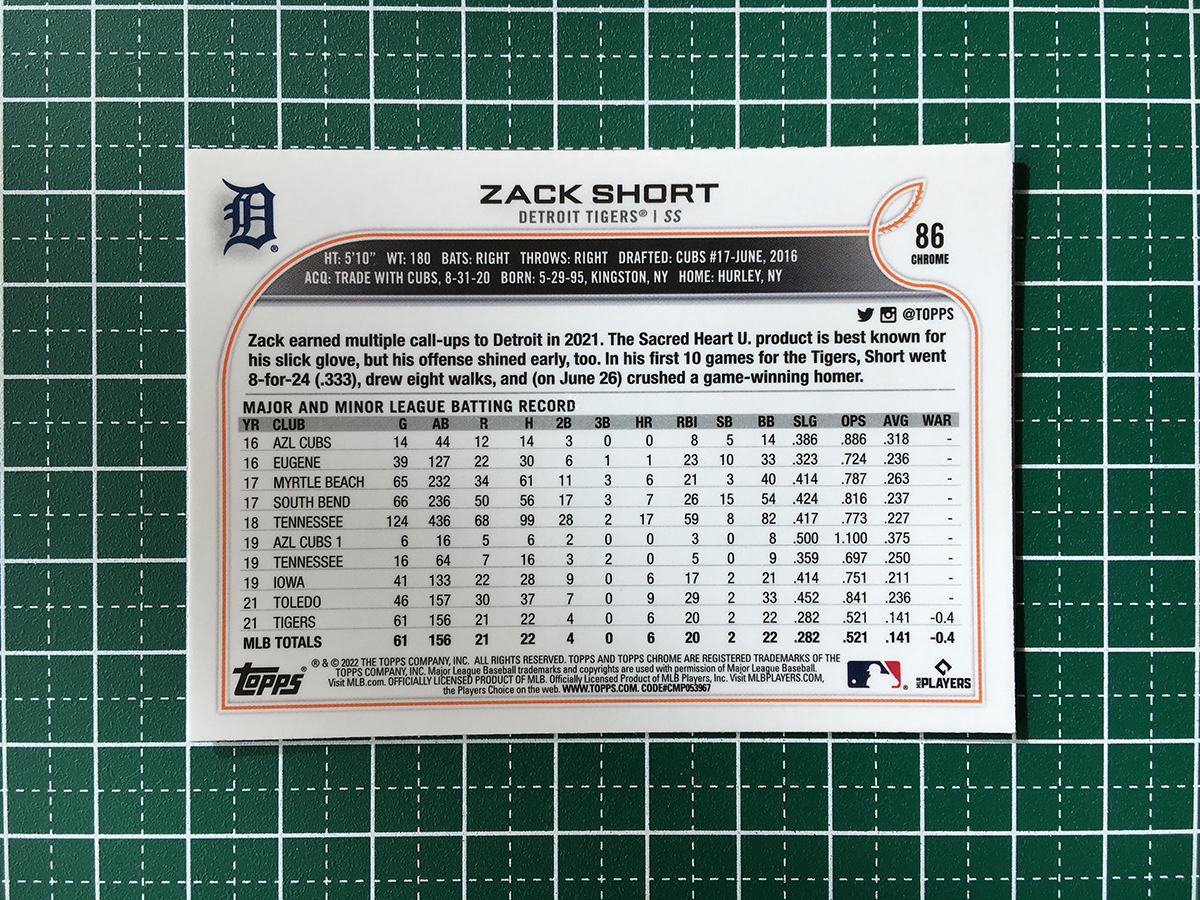 D®
ZACK SHORT
DETROIT TIGERS® | SS
86
CHROME
HT: 5'10" WT: 180 BATS: RIGHT THROWS: RIGHT DRAFTED: CUBS #17-JUNE, 2016
ACQ: TRADE WITH CUBS, 8-31-20 BORN: 5-29-95, KINGSTON, NY HOME: HURLEY, NY
@TOPPS
Zack earned multiple call-ups to Detroit in 2021. The Sacred Heart U. product is best known for
his slick glove, but his offense shined early, too. In his first 10 games for the Tigers, Short went
8-for-24 (.333), drew eight walks, and (on June 26) crushed a game-winning homer.
MAJOR AND MINOR LEAGUE BATTING RECORD
YR CLUB G AB R H 2B 3B HR RBI SB BB SLG OPS AVG WAR
16 AZL CUBS 14 44 12 14 3 0 0 8 5 14 .386 .886 .318 -
16 EUGENE 39 127 22 30 6 1 1 23 10 33 .323 .724 .236 -
17 MYRTLE BEACH 65 232 34 61 11 3 6 21 3 40 .414 .787 .263 -
17 SOUTH BEND 66 236 50 56 17 3 7 26 15 54 .424 .816 .237 -
18 TENNESSEE 124 436 68 99 28 2 17 59 8 82 .417 .773 .227 -
19 AZL CUBS 1 6 16 5 6 2 0 0 3 0 8 .500 1.100 .375 -
19 TENNESSEE 16 64 7 16 3 2 0 5 0 9 .359 .697 .250 -
19 IOWA 41 133 22 28 9 0 6 17 2 21 .414 .751 .211 -
21 TOLEDO 46 157 30 37 7 0 9 29 2 33 .452 .841 .236 -
21 TIGERS 61 156 21 22 4 0 6 20 2 22 .282 .521 .141 -0.4
MLB TOTALS 61 156 21 22 4 0 6 20 2 22 .282 .521 .141 -0.4
Topps®
® & © 2022 THE TOPPS COMPANY, INC. ALL RIGHTS RESERVED. TOPPS AND TOPPS CHROME ARE REGISTERED TRADEMARKS OF THE
TOPPS COMPANY, INC. Major League Baseball trademarks and copyrights are used with permission of Major League Baseball.
Visit MLB.com. OFFICIALLY LICENSED PRODUCT OF MLB. Officially Licensed Product of MLB Players, Inc. Visit MLBPLAYERS.COM,
the Players Choice on the web. WWW.TOPPS.COM. CODE#CMP053967
MLB PLAYERS